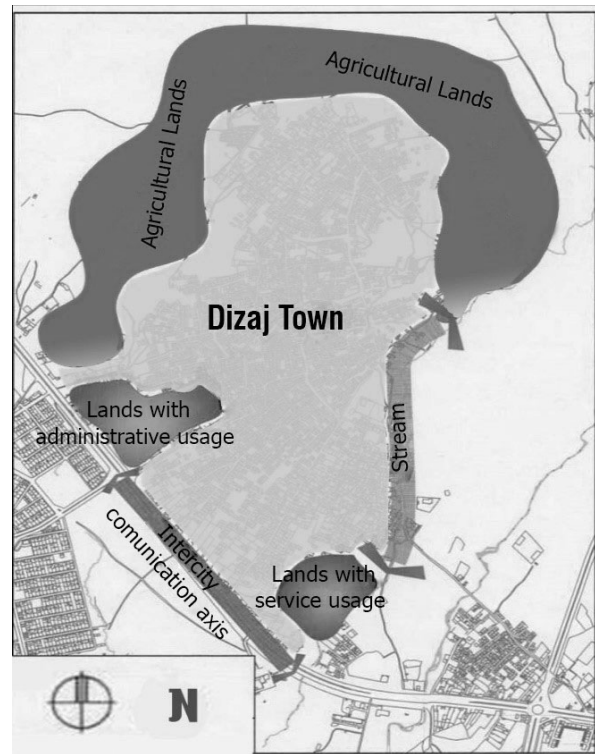 Agricultural Lands
Agricultural Lands
Dizaj Town
Lands with
administrative usage
Stream
Intercity
comunication axis
Lands with
service usage
N